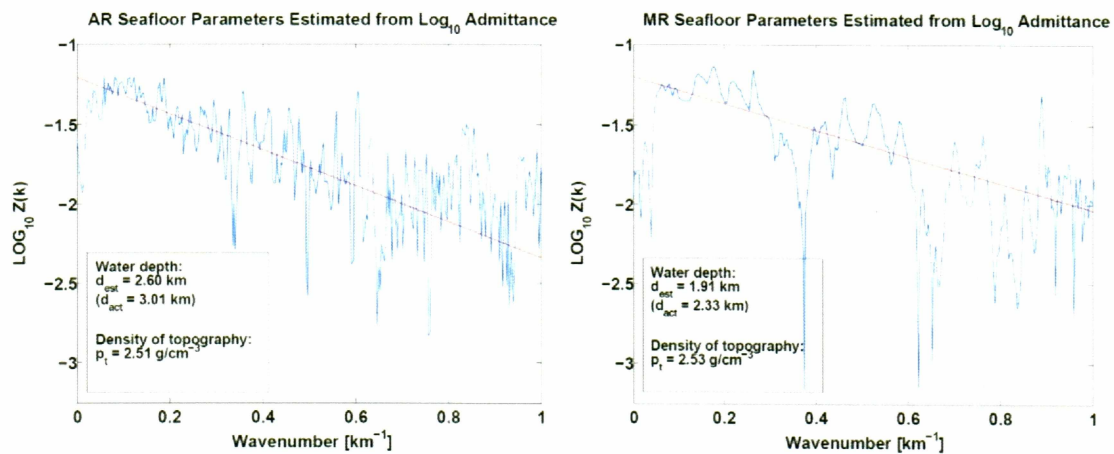 AR Seafloor Parameters Estimated from Log10 Admittance
−1
−1.5
−2
−2.5
−3
LOG10 Z(k)
Water depth:
dest = 2.60 km
(dact = 3.01 km)
Density of topography:
pt = 2.51 g/cm−3
0
0.2
0.4
0.6
0.8
1
Wavenumber [km−1]
MR Seafloor Parameters Estimated from Log10 Admittance
−1
−1.5
−2
−2.5
−3
LOG10 Z(k)
Water depth:
dest = 1.91 km
(dact = 2.33 km)
Density of topography:
pt = 2.53 g/cm−3
0
0.2
0.4
0.6
0.8
1
Wavenumber [km−1]